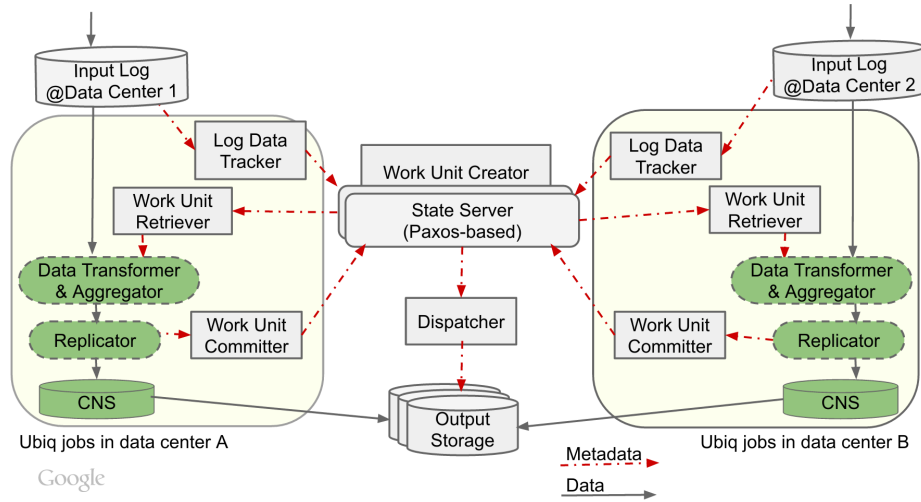 Input Log
@Data Center 1
Input Log
@Data Center 2
Log Data
Tracker
Work Unit Creator
Log Data
Tracker
Work Unit
Retriever
State Server
(Paxos-based)
Work Unit
Retriever
Data Transformer
& Aggregator
Data Transformer
& Aggregator
Replicator
Work Unit
Committer
Dispatcher
Work Unit
Committer
Replicator
CNS
Output
Storage
CNS
Ubiq jobs in data center A
Ubiq jobs in data center B
Metadata
Data
Google